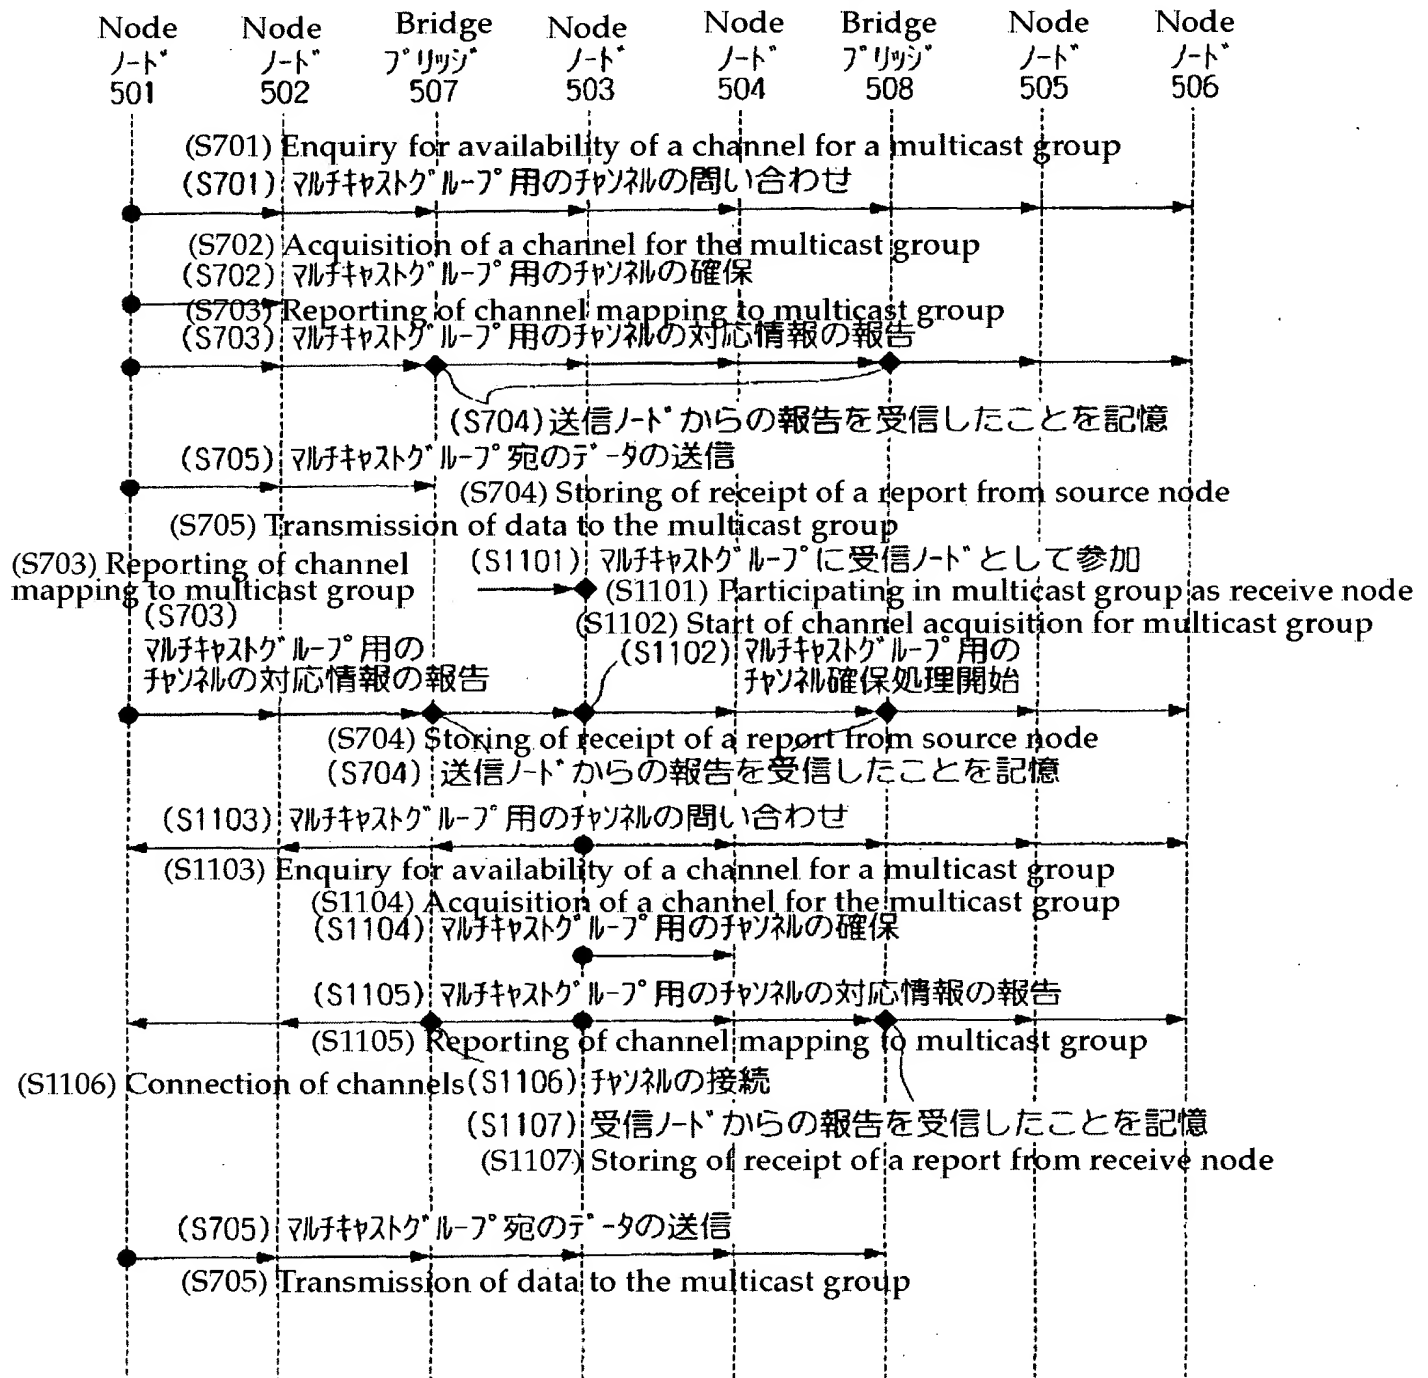 Node Node Bridge Node Node Bridge Node Node
ノード ノード ブリッジ ノード ノード ブリッジ ノード ノード
501 502 507 503 504 508 505 506
(S701) Enquiry for availability of a channel for a multicast group
(S701) マルチキャストグループ用のチャンネルの問い合わせ
(S702) Acquisition of a channel for the multicast group
(S702) マルチキャストグループ用のチャンネルの確保
(S703) Reporting of channel mapping to multicast group
(S703) マルチキャストグループ用のチャンネルの対応情報の報告
(S704) 送信ノードからの報告を受信したことを記憶
(S705) マルチキャストグループ宛のデータの送信
(S704) Storing of receipt of a report from source node
(S705) Transmission of data to the multicast group
(S1101) マルチキャストグループに受信ノードとして参加
(S703) Reporting of channel
mapping to multicast group
(S1101) Participating in multicast group as receive node
(S703)
(S1102) Start of channel acquisition for multicast group
マルチキャストグループ用の
チャンネルの対応情報の報告
(S1102) マルチキャストグループ用の
チャンネル確保処理開始
(S704) Storing of receipt of a report from source node
(S704) 送信ノードからの報告を受信したことを記憶
(S1103) マルチキャストグループ用のチャンネルの問い合わせ
(S1103) Enquiry for availability of a channel for a multicast group
(S1104) Acquisition of a channel for the multicast group
(S1104) マルチキャストグループ用のチャンネルの確保
(S1105) マルチキャストグループ用のチャンネルの対応情報の報告
(S1105) Reporting of channel mapping to multicast group
(S1106) Connection of channels (S1106) チャンネルの接続
(S1107) 受信ノードからの報告を受信したことを記憶
(S1107) Storing of receipt of a report from receive node
(S705) マルチキャストグループ宛のデータの送信
(S705) Transmission of data to the multicast group